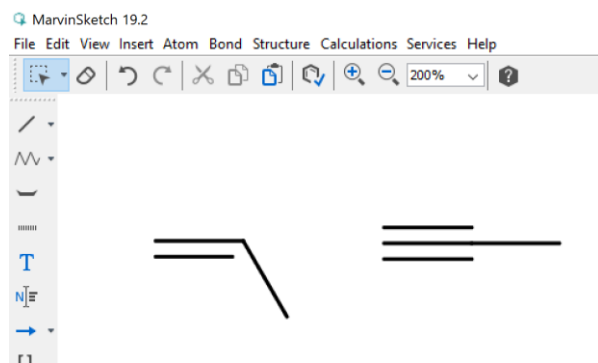 MarvinSketch 19.2
File Edit View Insert Atom Bond Structure Calculations Services Help
200%
?
T
N
[ ]